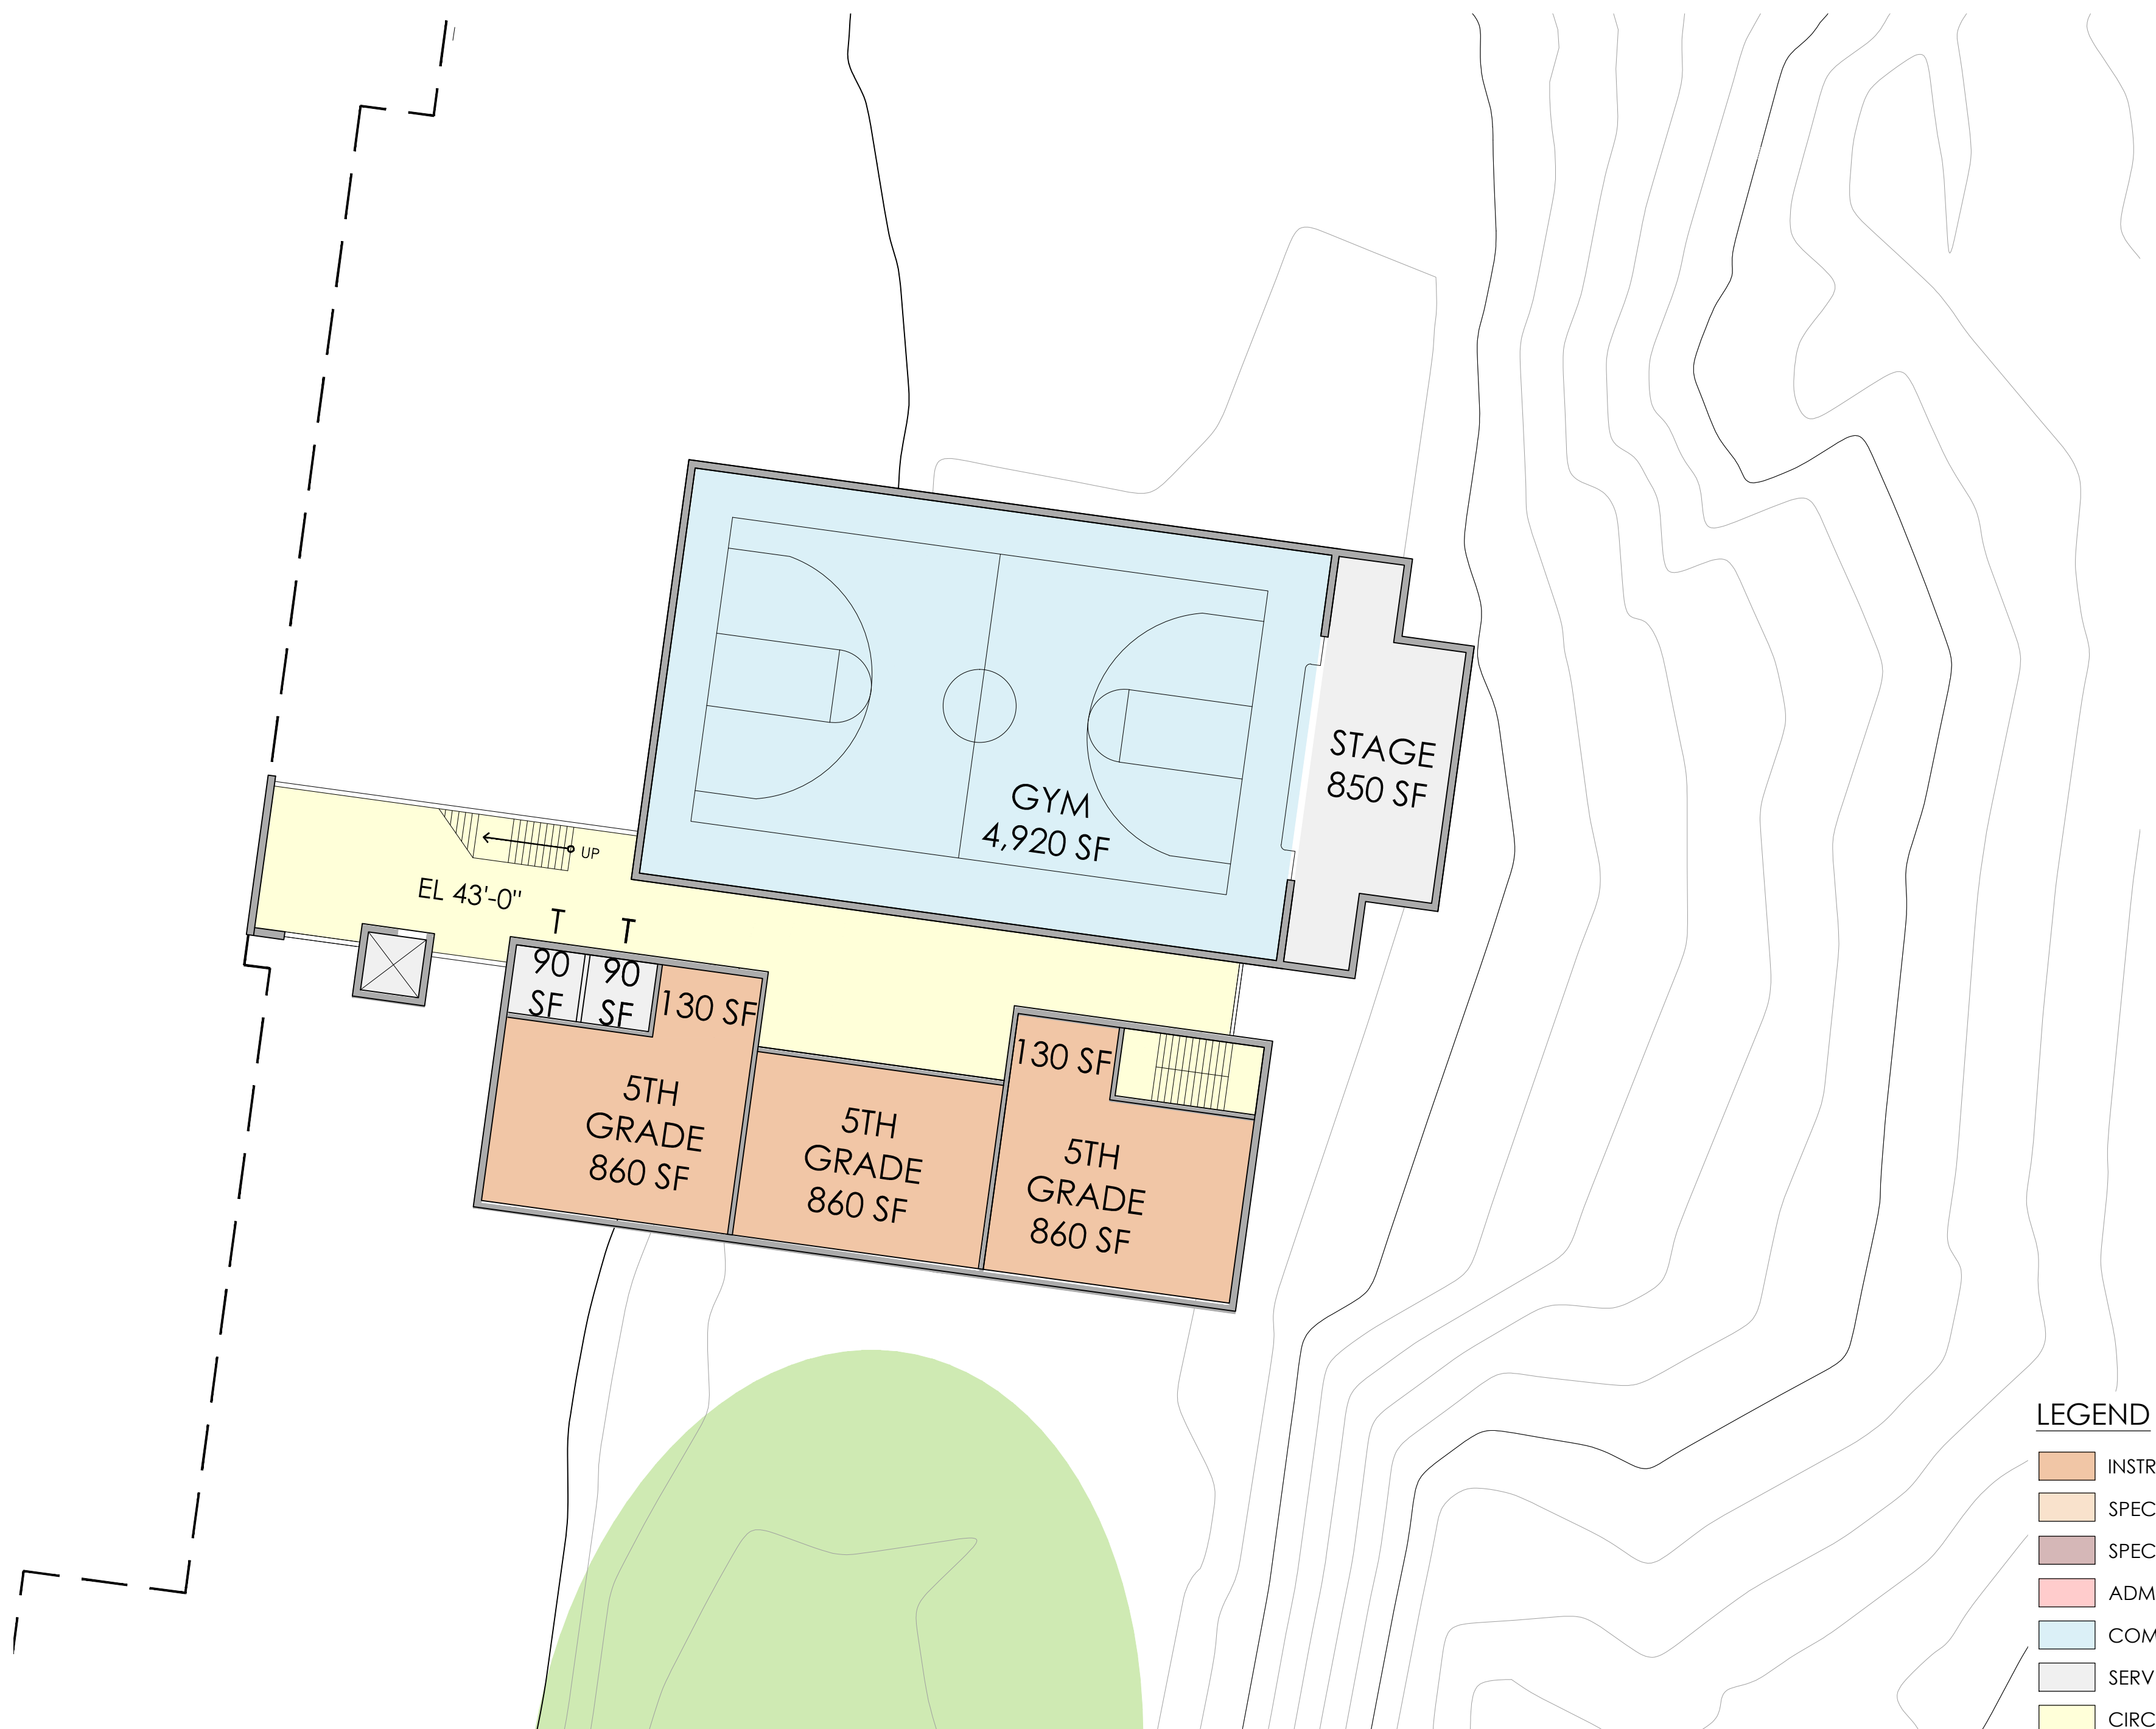 STAGE
850 SF
GYM
4,920 SF
UP
EL 43'-0"
T
T
90
SF
90
SF
130 SF
130 SF
5TH
GRADE
860 SF
5TH
GRADE
860 SF
5TH
GRADE
860 SF
LEGEND
INSTR
SPEC
SPEC
ADM
COM
SERV
CIRC